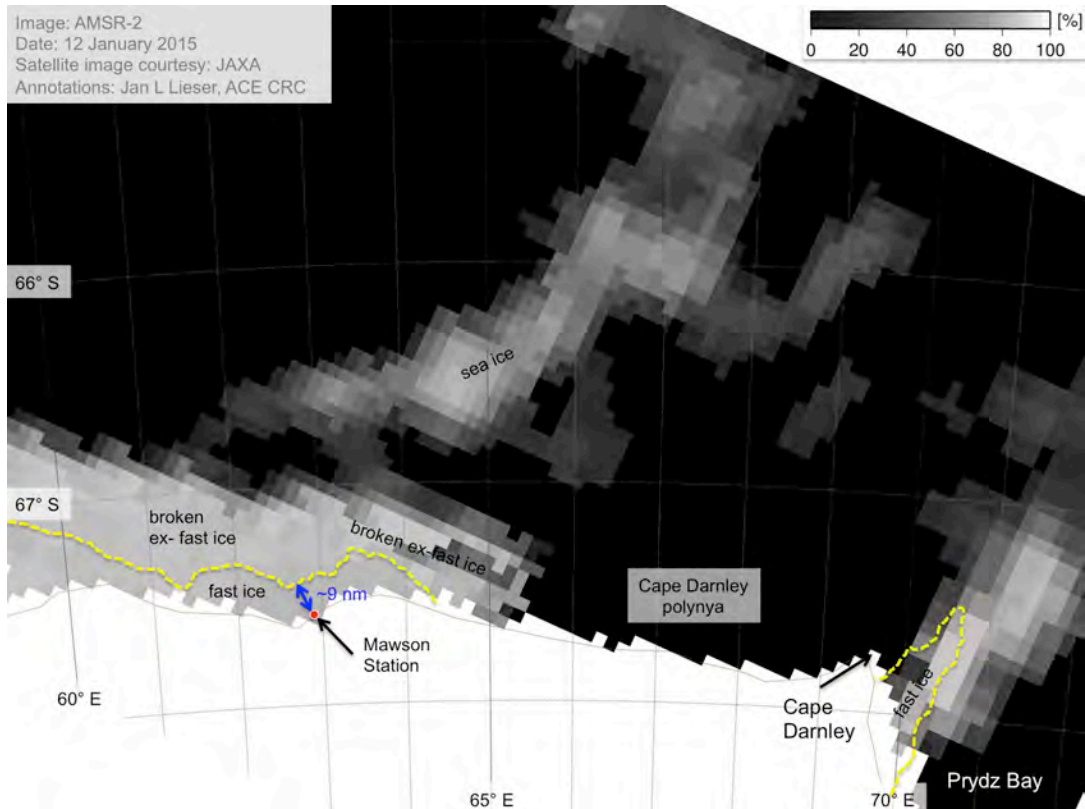 Image: AMSR-2
Date: 12 January 2015
Satellite image courtesy: JAXA
Annotations: Jan L Lieser, ACE CRC
[%]
0 20 40 60 80 100
66° S
sea ice
67° S
broken
ex- fast ice
broken ex-fast ice
fast ice
~9 nm
Mawson
Station
Cape Darnley
polynya
Cape
Darnley
fast ice
60° E
65° E
70° E
Prydz Bay